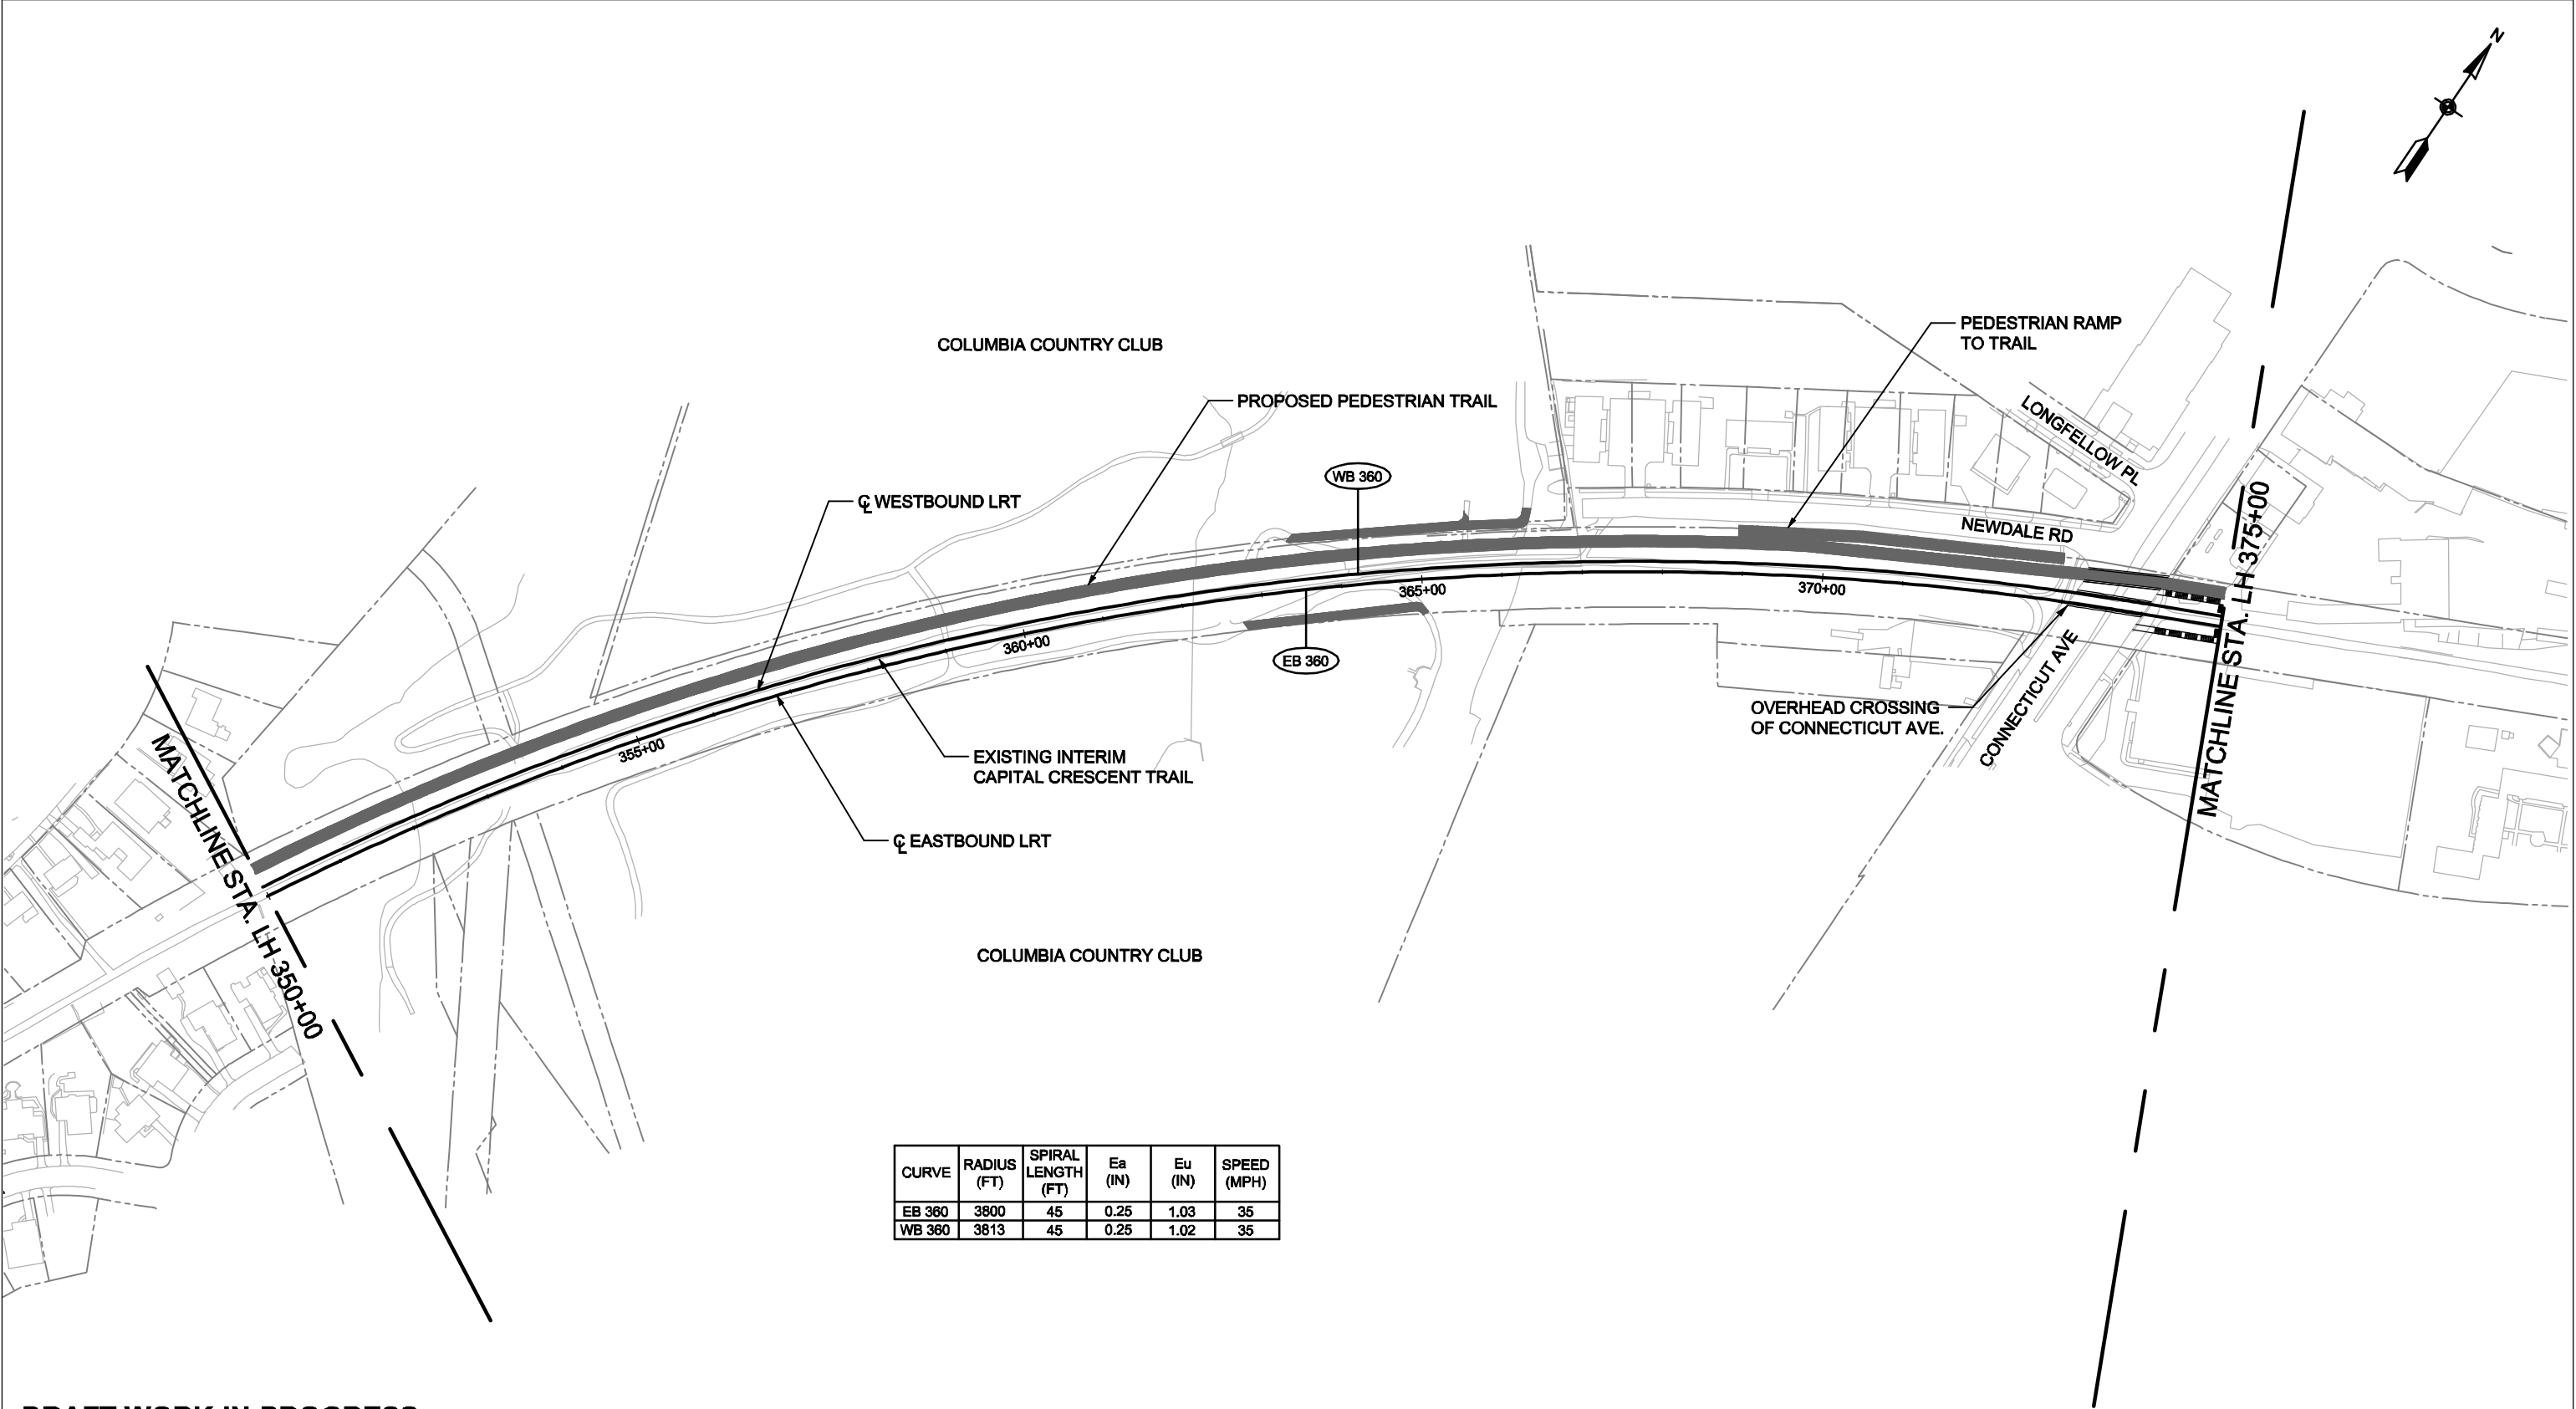 N
COLUMBIA COUNTRY CLUB
PEDESTRIAN RAMP
TO TRAIL
PROPOSED PEDESTRIAN TRAIL
LONGFELLOW PL
WB 360
℄ WESTBOUND LRT
NEWDALE RD
MATCHLINE STA. LH 375+00
365+00
370+00
360+00
EB 360
355+00
OVERHEAD CROSSING
OF CONNECTICUT AVE.
CONNECTICUT AVE
EXISTING INTERIM
CAPITAL CRESCENT TRAIL
℄ EASTBOUND LRT
MATCHLINE STA. LH 350+00
COLUMBIA COUNTRY CLUB
CURVE RADIUS (FT) SPIRAL LENGTH (FT) Ea (IN) Eu (IN) SPEED (MPH)
EB 360 3800 45 0.25 1.03 35
WB 360 3813 45 0.25 1.02 35
DRAFT WORK IN PROGRESS